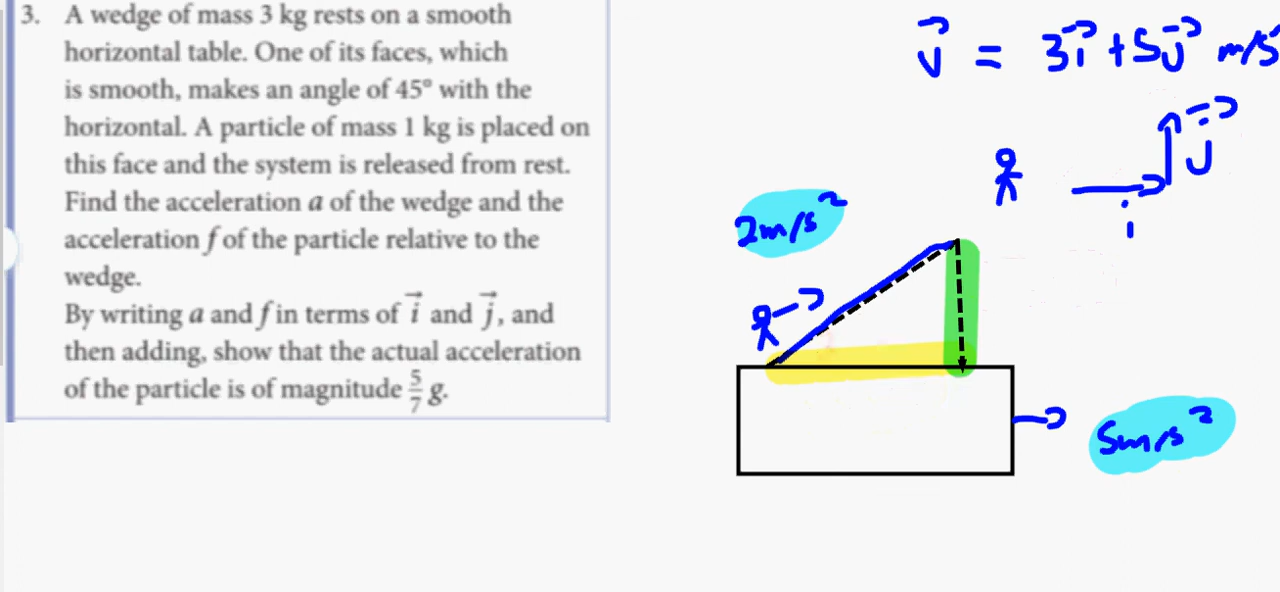 3. A wedge of mass 3 kg rests on a smooth
horizontal table. One of its faces, which
is smooth, makes an angle of 45° with the
horizontal. A particle of mass 1 kg is placed on
this face and the system is released from rest.
Find the acceleration a of the wedge and the
acceleration f of the particle relative to the
wedge.
By writing a and f in terms of i⃗ and j⃗, and
then adding, show that the actual acceleration
of the particle is of magnitude 5/7 g.
v⃗ = 3i⃗ + 5j⃗ m/s
j⃗
i
2m/s²
5m/s²